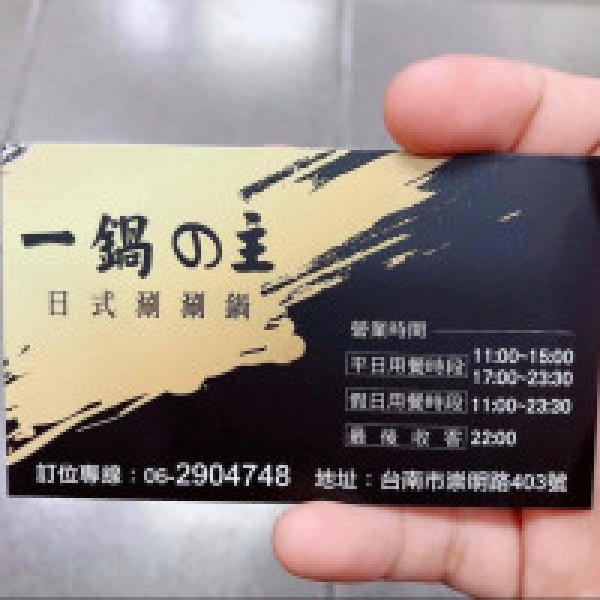 一鍋の主
日式涮涮鍋
營業時間
平日用餐時段 11:00~15:00
17:00~23:30
假日用餐時段 11:00~23:30
最後收客 22:00
訂位專線：06-2904748 地址：台南市崇明路403號